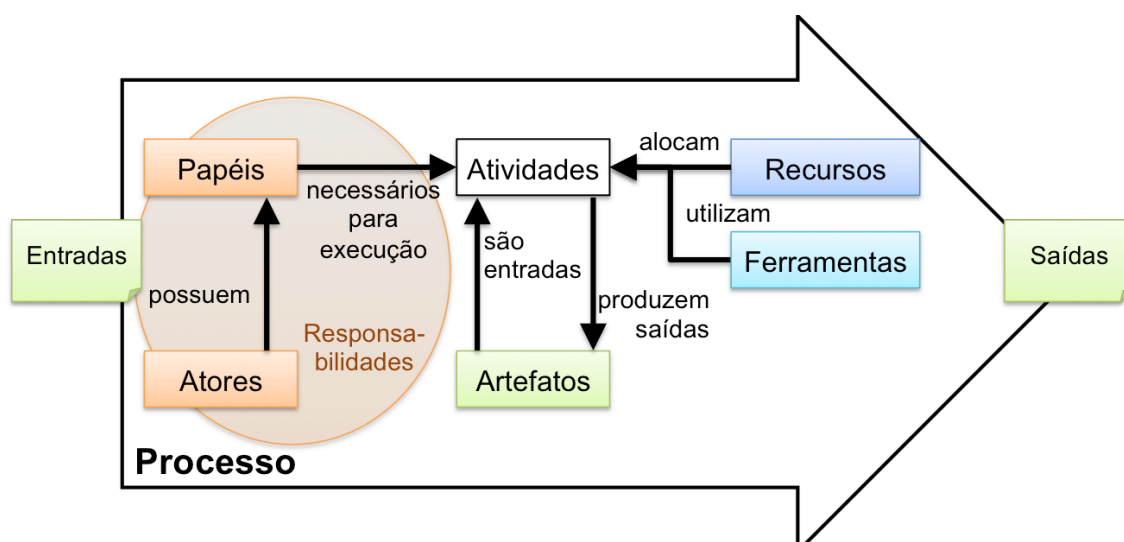 Papéis
Atividades
alocam
Recursos
necessários
para
execução
utilizam
Entradas
são
entradas
Ferramentas
Saídas
possuem
produzem
saídas
Responsa-
bilidades
Atores
Artefatos
Processo